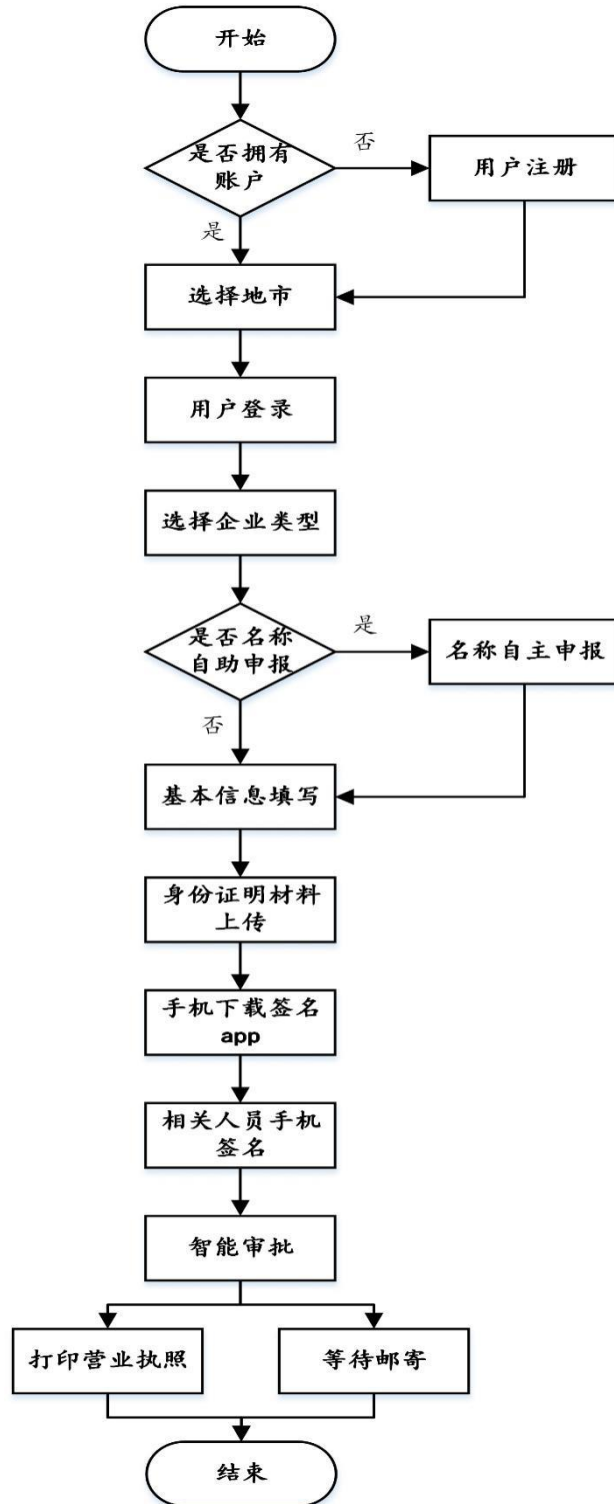 开始
是否拥有
账户
否
用户注册
是
选择地市
用户登录
选择企业类型
是否名称
自助申报
是
名称自主申报
否
基本信息填写
身份证明材料
上传
手机下载签名
app
相关人员手机
签名
智能审批
打印营业执照
等待邮寄
结束